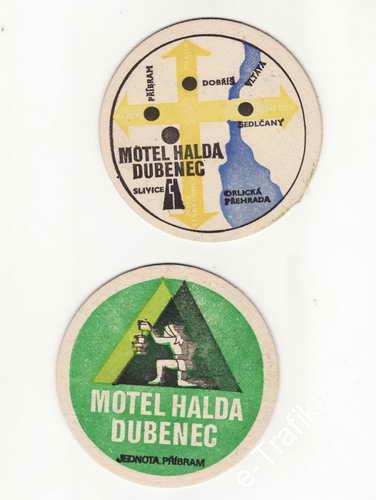 PŘÍBRAM
DOBŘÍŠ
VLTAVA
SEDLČANY
MOTEL HALDA
DUBENEC
SLIVICE
ORLICKÁ
PŘEHRADA
MOTEL HALDA
DUBENEC
JEDNOTA PŘÍBRAM